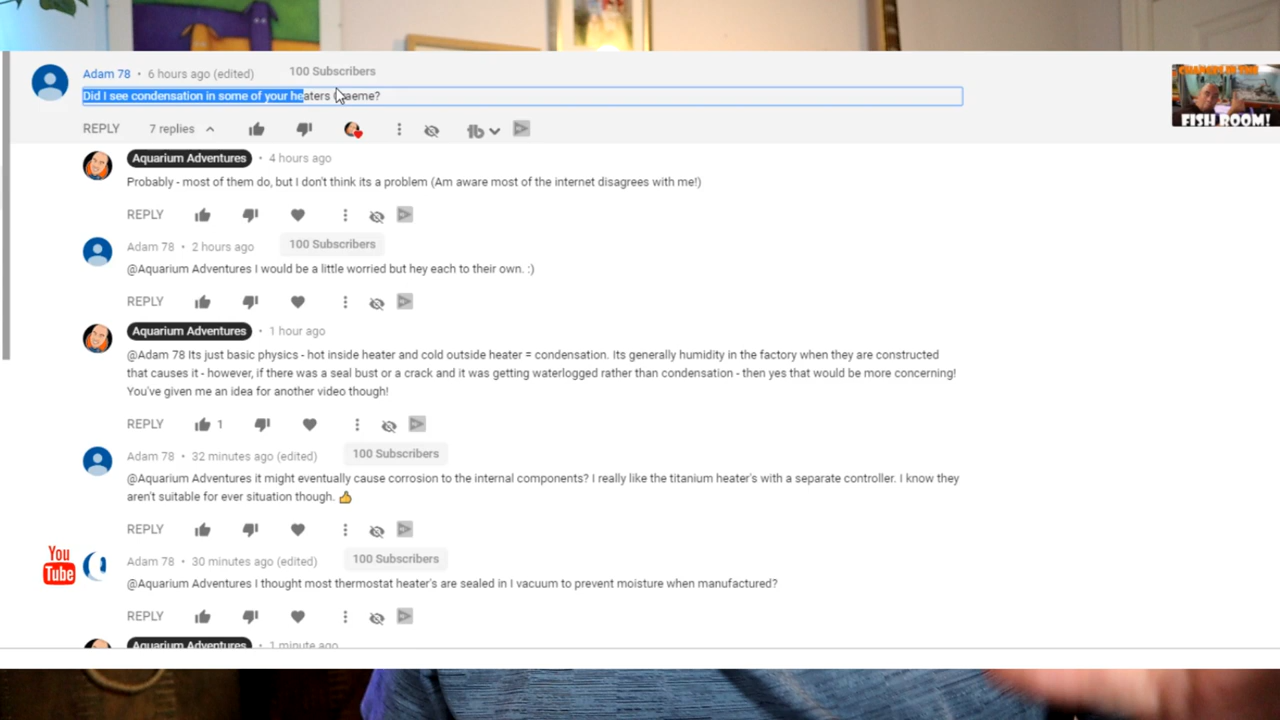 Adam 78 • 6 hours ago (edited) 100 Subscribers
Did I see condensation in some of your heaters aeme?
REPLY 7 replies
CHANGES IN THE
FISH ROOM!
Aquarium Adventures • 4 hours ago
Probably - most of them do, but I don't think its a problem (Am aware most of the internet disagrees with me!)
REPLY
Adam 78 • 2 hours ago 100 Subscribers
@Aquarium Adventures I would be a little worried but hey each to their own. :)
REPLY
Aquarium Adventures • 1 hour ago
@Adam 78 Its just basic physics - hot inside heater and cold outside heater = condensation. Its generally humidity in the factory when they are constructed
that causes it - however, if there was a seal bust or a crack and it was getting waterlogged rather than condensation - then yes that would be more concerning!
You've given me an idea for another video though!
REPLY 1
Adam 78 • 32 minutes ago (edited) 100 Subscribers
@Aquarium Adventures it might eventually cause corrosion to the internal components? I really like the titanium heater's with a separate controller. I know they
aren't suitable for ever situation though. 👍
REPLY
You
Tube
Adam 78 • 30 minutes ago (edited) 100 Subscribers
@Aquarium Adventures I thought most thermostat heater's are sealed in I vacuum to prevent moisture when manufactured?
REPLY
Aquarium Adventures • 1 minute ago